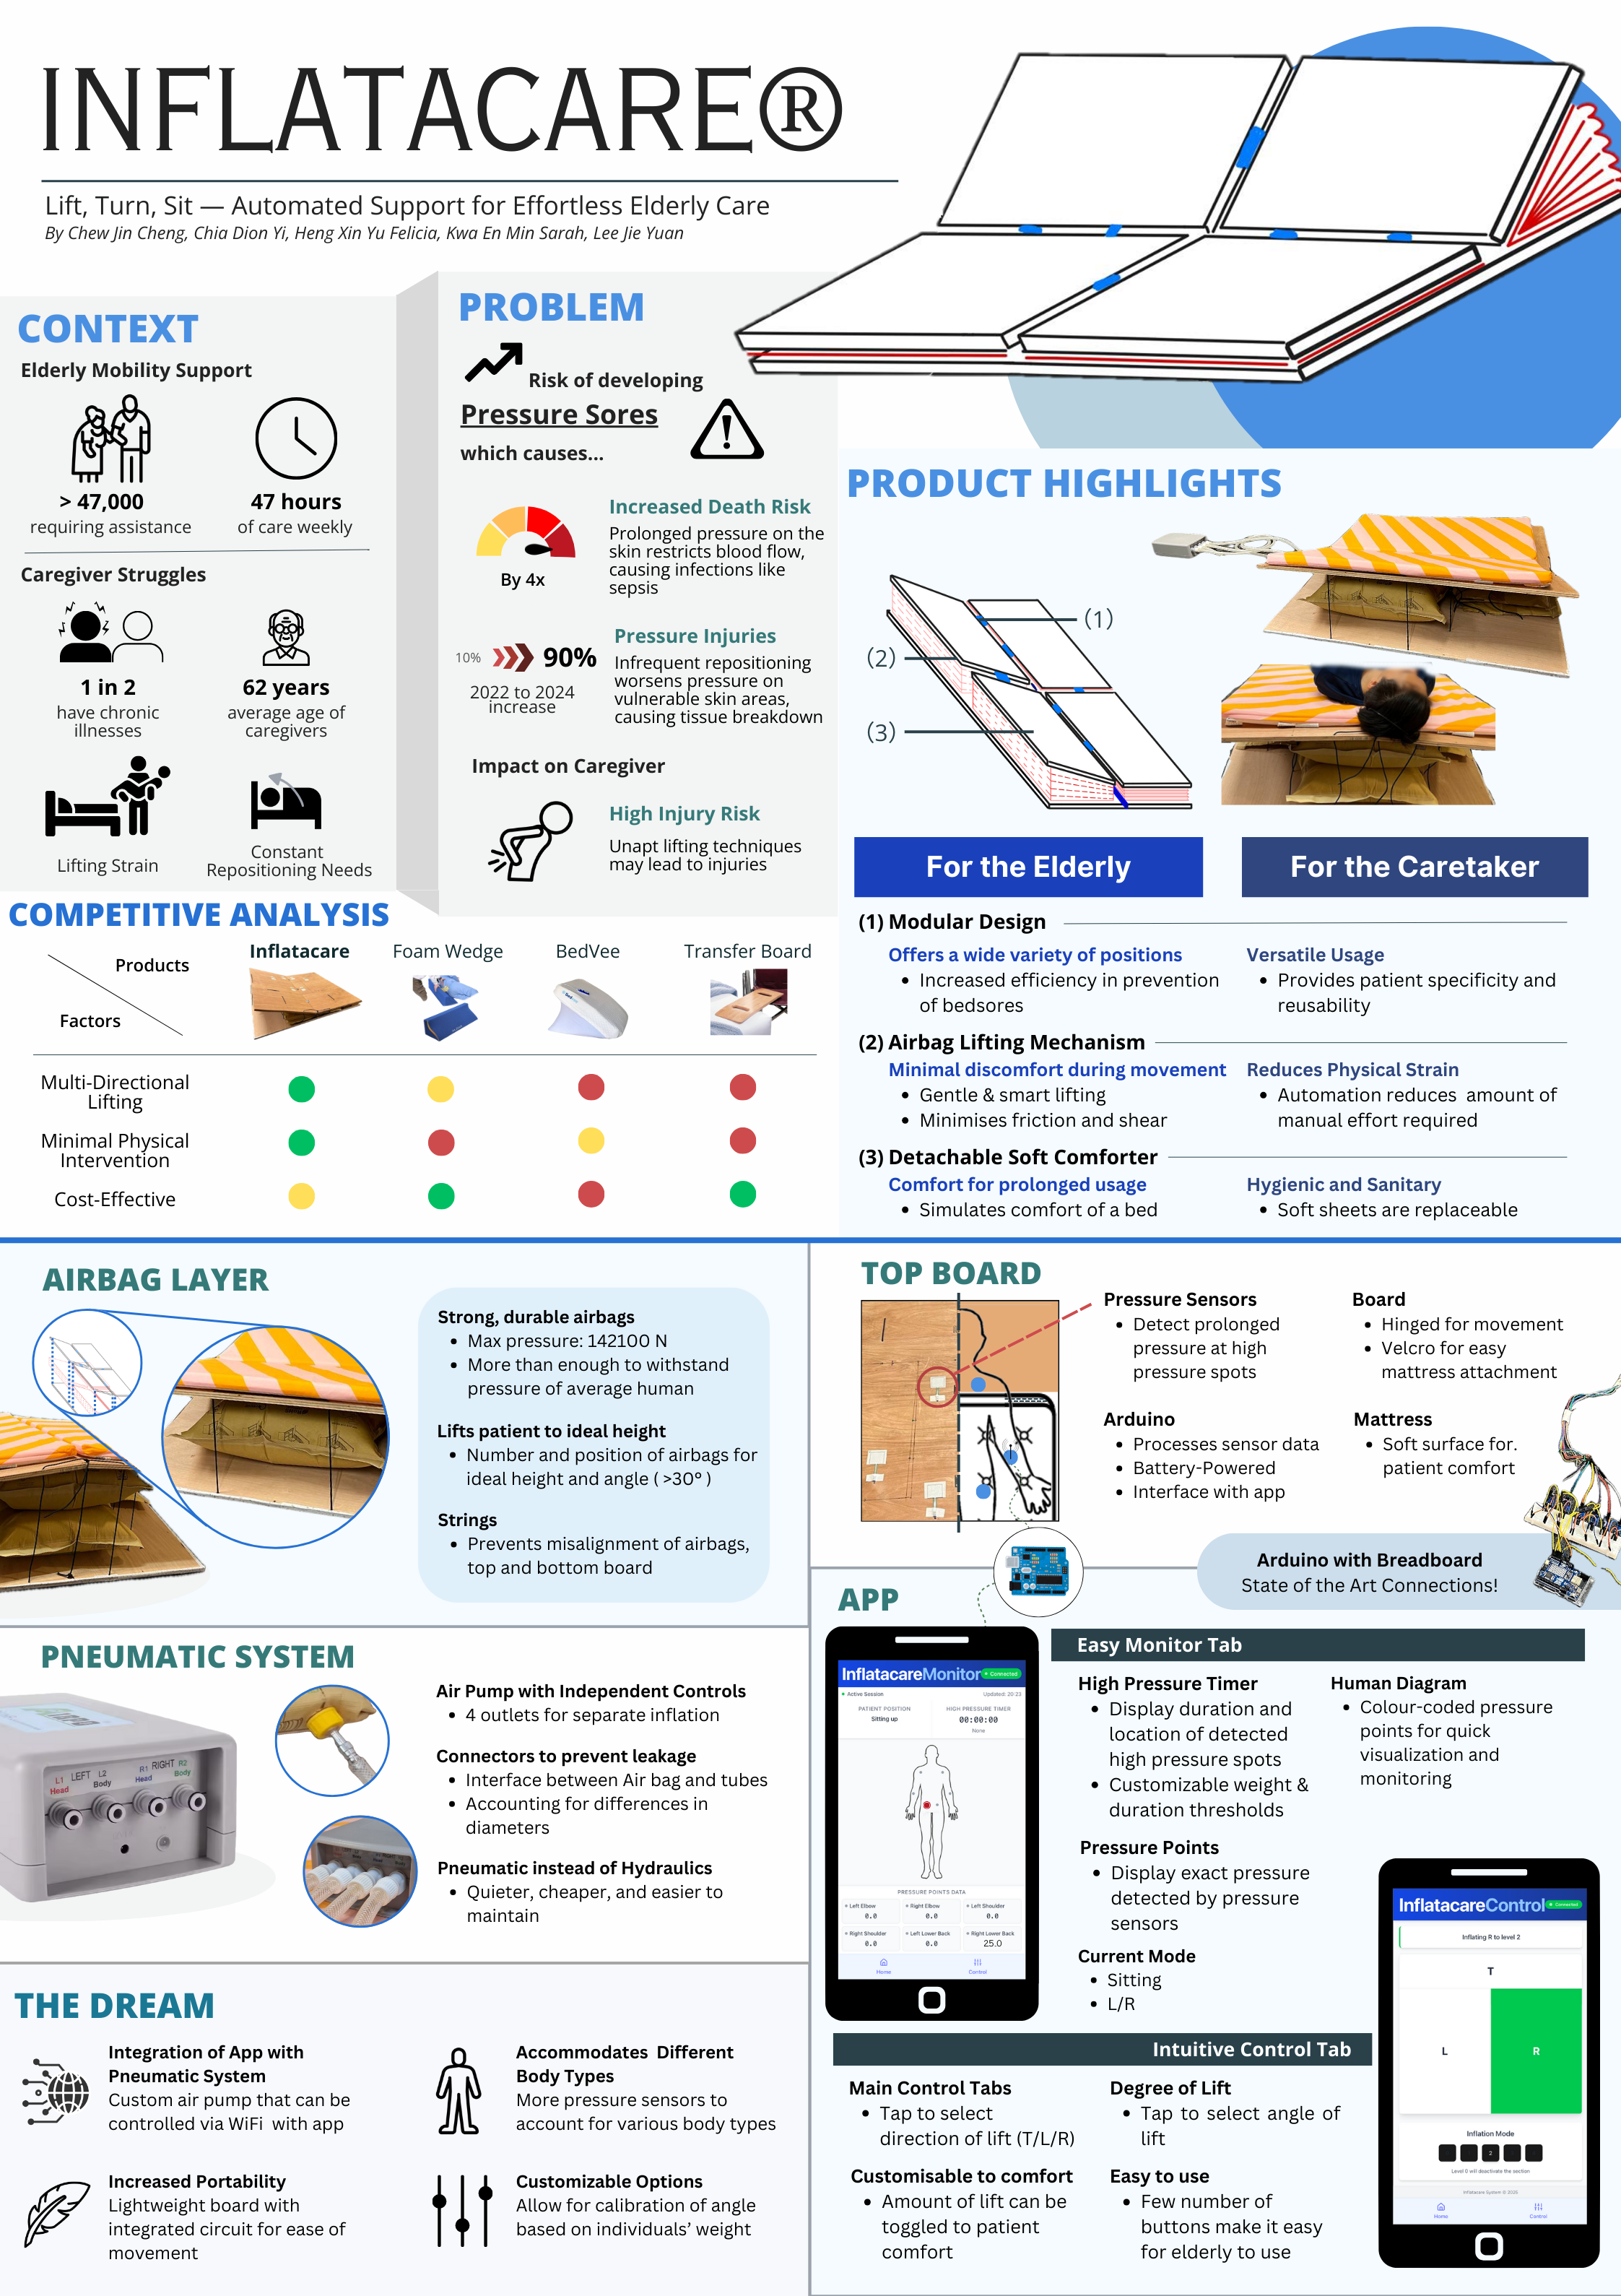 INFLATACARE®
Lift, Turn, Sit — Automated Support for Effortless Elderly Care
By Chew Jin Cheng, Chia Dion Yi, Heng Xin Yu Felicia, Kwa En Min Sarah, Lee Jie Yuan
CONTEXT
Elderly Mobility Support
> 47,000
requiring assistance
47 hours
of care weekly
Caregiver Struggles
1 in 2
have chronic
illnesses
62 years
average age of
caregivers
Lifting Strain
Constant
Repositioning Needs
PROBLEM
Risk of developing
Pressure Sores
which causes...
By 4x
Increased Death Risk
Prolonged pressure on the
skin restricts blood flow,
causing infections like
sepsis
10%
90%
2022 to 2024
increase
Pressure Injuries
Infrequent repositioning
worsens pressure on
vulnerable skin areas,
causing tissue breakdown
Impact on Caregiver
High Injury Risk
Unapt lifting techniques
may lead to injuries
COMPETITIVE ANALYSIS
Products
Factors
Inflatacare
Foam Wedge
BedVee
Transfer Board
Multi-Directional
Lifting
Minimal Physical
Intervention
Cost-Effective
PRODUCT HIGHLIGHTS
(1)
(2)
(3)
For the Elderly
For the Caretaker
(1) Modular Design
Offers a wide variety of positions
• Increased efficiency in prevention
of bedsores
Versatile Usage
• Provides patient specificity and
reusability
(2) Airbag Lifting Mechanism
Minimal discomfort during movement
• Gentle & smart lifting
• Minimises friction and shear
Reduces Physical Strain
• Automation reduces amount of
manual effort required
(3) Detachable Soft Comforter
Comfort for prolonged usage
• Simulates comfort of a bed
Hygienic and Sanitary
• Soft sheets are replaceable
AIRBAG LAYER
Strong, durable airbags
• Max pressure: 142100 N
• More than enough to withstand
pressure of average human
Lifts patient to ideal height
• Number and position of airbags for
ideal height and angle ( >30° )
Strings
• Prevents misalignment of airbags,
top and bottom board
TOP BOARD
Pressure Sensors
• Detect prolonged
pressure at high
pressure spots
Board
• Hinged for movement
• Velcro for easy
mattress attachment
Arduino
• Processes sensor data
• Battery-Powered
• Interface with app
Mattress
• Soft surface for.
patient comfort
Arduino with Breadboard
State of the Art Connections!
PNEUMATIC SYSTEM
L1
Head
LEFT
L2
Body
R1
Head
RIGHT
R2
Body
Air Pump with Independent Controls
• 4 outlets for separate inflation
Connectors to prevent leakage
• Interface between Air bag and tubes
• Accounting for differences in
diameters
Pneumatic instead of Hydraulics
• Quieter, cheaper, and easier to
maintain
APP
InflatacareMonitor
Connected
Active Session
Updated: 20:23
PATIENT POSITION
Sitting up
HIGH PRESSURE TIMER
00:00:00
None
PRESSURE POINTS DATA
Left Elbow
0.0
Right Elbow
0.0
Left Shoulder
0.0
Right Shoulder
0.0
Left Lower Back
0.0
Right Lower Back
25.0
Home
Control
Easy Monitor Tab
High Pressure Timer
• Display duration and
location of detected
high pressure spots
• Customizable weight &
duration thresholds
Human Diagram
• Colour-coded pressure
points for quick
visualization and
monitoring
Pressure Points
• Display exact pressure
detected by pressure
sensors
Current Mode
• Sitting
• L/R
InflatacareControl
Connected
Inflating R to level 2
T
L
R
Inflation Mode
2
Level 0 will deactivate the section
Inflatacare System © 2025
Home
Control
Intuitive Control Tab
Main Control Tabs
• Tap to select
direction of lift (T/L/R)
Degree of Lift
• Tap to select angle of
lift
Customisable to comfort
• Amount of lift can be
toggled to patient
comfort
Easy to use
• Few number of
buttons make it easy
for elderly to use
THE DREAM
Integration of App with
Pneumatic System
Custom air pump that can be
controlled via WiFi with app
Accommodates Different
Body Types
More pressure sensors to
account for various body types
Increased Portability
Lightweight board with
integrated circuit for ease of
movement
Customizable Options
Allow for calibration of angle
based on individuals' weight